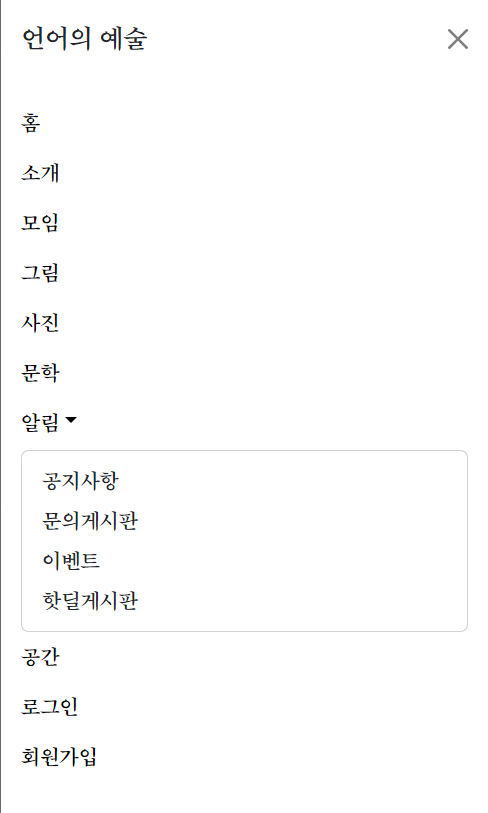 언어의 예술
홈
소개
모임
그림
사진
문학
알림
공지사항
문의게시판
이벤트
핫딜게시판
공간
로그인
회원가입